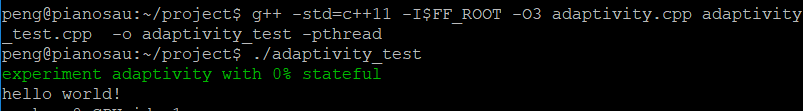 peng@pianosau:~/project$ g++ -std=c++11 -I$FF_ROOT -O3 adaptivity.cpp adaptivity
_test.cpp  -o adaptivity_test -pthread
peng@pianosau:~/project$ ./adaptivity_test
experiment adaptivity with 0% stateful
hello world!